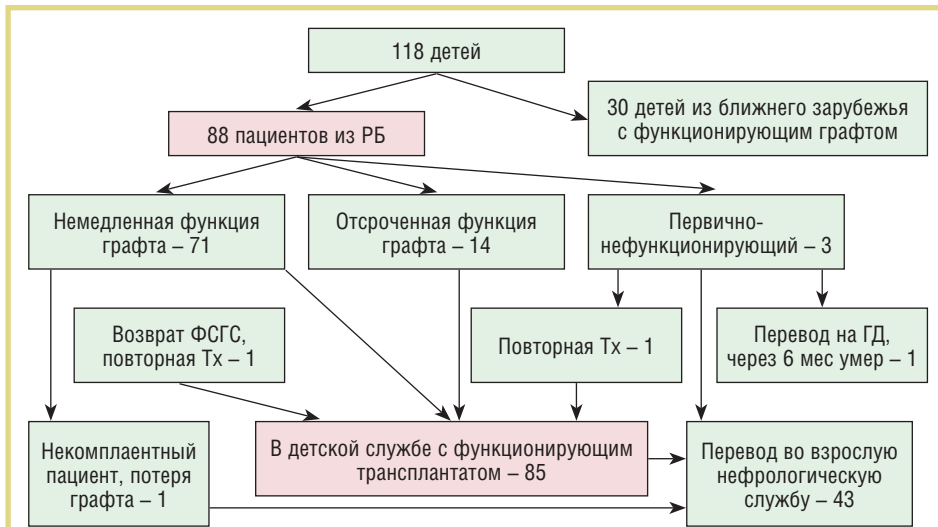 118 детей
30 детей из ближнего зарубежья
с функционирующим графтом
88 пациентов из РБ
Немедленная функция
графта – 71
Отсроченная функция
графта – 14
Первично-
нефункционирующий – 3
Возврат ФСГС,
повторная Тх – 1
Повторная Тх – 1
Перевод на ГД,
через 6 мес умер – 1
Некомплаентный
пациент, потеря
графта – 1
В детской службе с функционирующим
трансплантатом – 85
Перевод во взрослую
нефрологическую
службу – 43